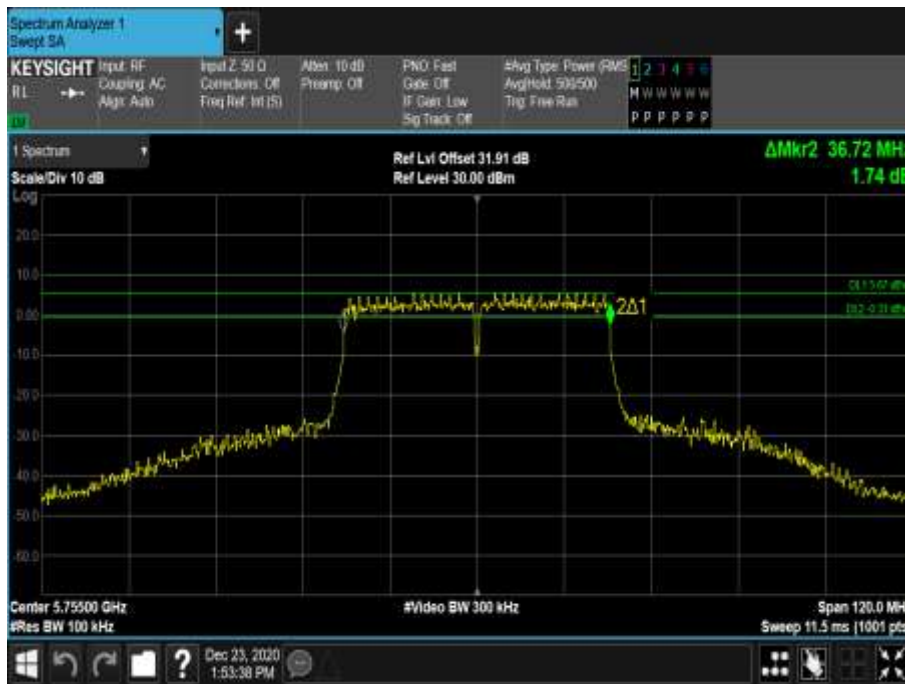 Spectrum Analyzer 1
Swept SA
+
KEYSIGHT
Input: RF
Coupling: AC
Align: Auto
Input Z: 50 Ω
Corrections: Off
Freq Ref: Int (S)
Atten: 10 dB
Preamp: Off
PNO: Fast
Gate: Off
IF Gain: Low
Sig Track: Off
#Avg Type: Power (RMS
Avg|Hold: 500/500
Trig: Free Run
1 2 3 4 5 6
M W W W W W
P P P P P P
1 Spectrum
Scale/Div 10 dB
Log
Ref Lvl Offset 31.91 dB
Ref Level 30.00 dBm
ΔMkr2 36.72 MH
1.74 dB
20.0
10.0
0.00
-10.0
-20.0
-30.0
-40.0
-50.0
-60.0
2Δ1
Center 5.75500 GHz
#Res BW 100 kHz
#Video BW 300 kHz
Span 120.0 MH
Sweep 11.5 ms (1001 pts
?
Dec 23, 2020
1:53:38 PM